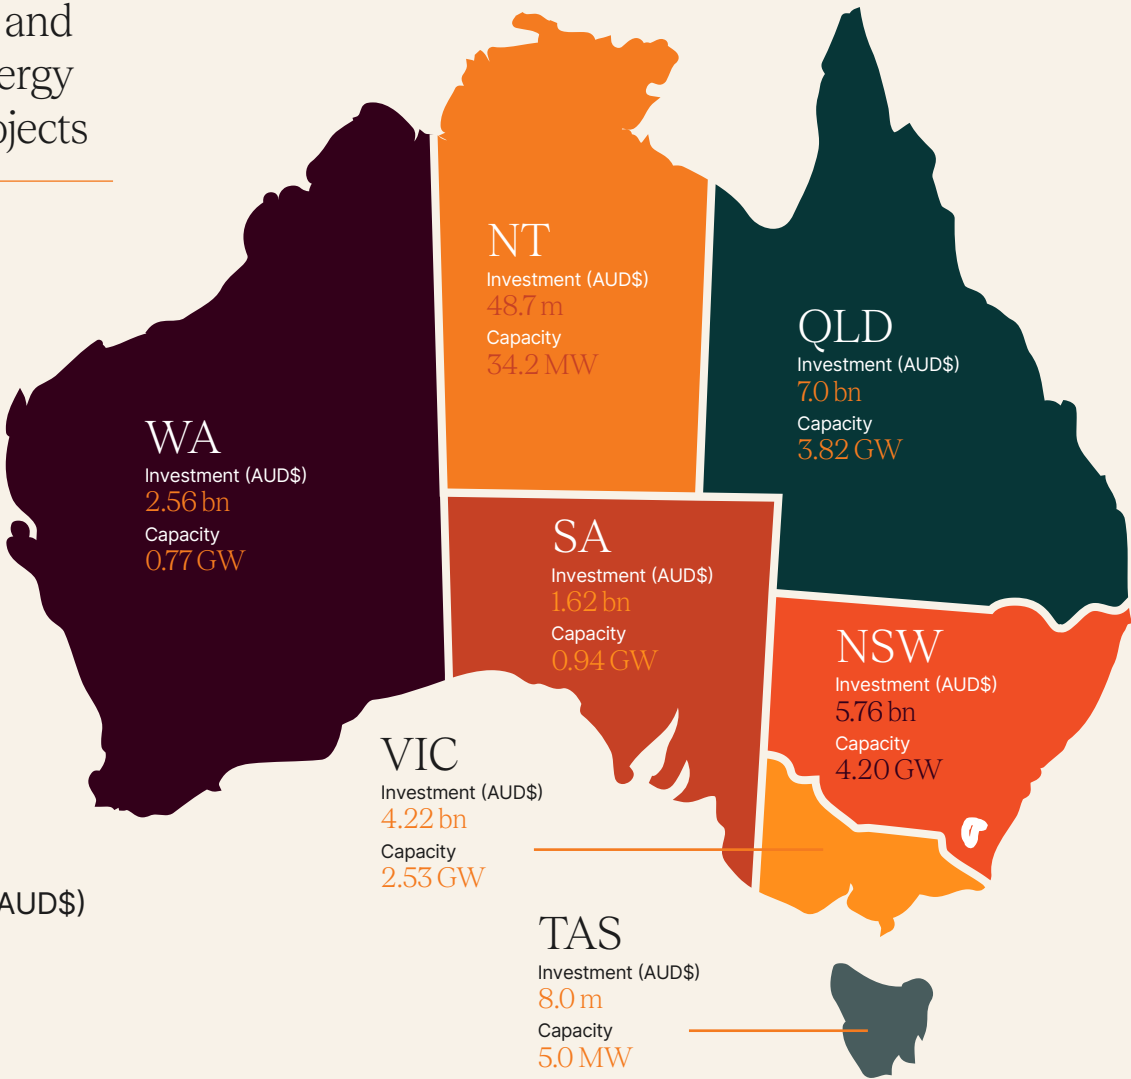 and
ergy
ojects
NT
Investment (AUD$)
48.7 m
Capacity
34.2 MW
QLD
Investment (AUD$)
7.0 bn
Capacity
3.82 GW
WA
Investment (AUD$)
2.56 bn
Capacity
0.77 GW
SA
Investment (AUD$)
1.62 bn
Capacity
0.94 GW
NSW
Investment (AUD$)
5.76 bn
Capacity
4.20 GW
VIC
Investment (AUD$)
4.22 bn
Capacity
2.53 GW
AUD$)
TAS
Investment (AUD$)
8.0 m
Capacity
5.0 MW